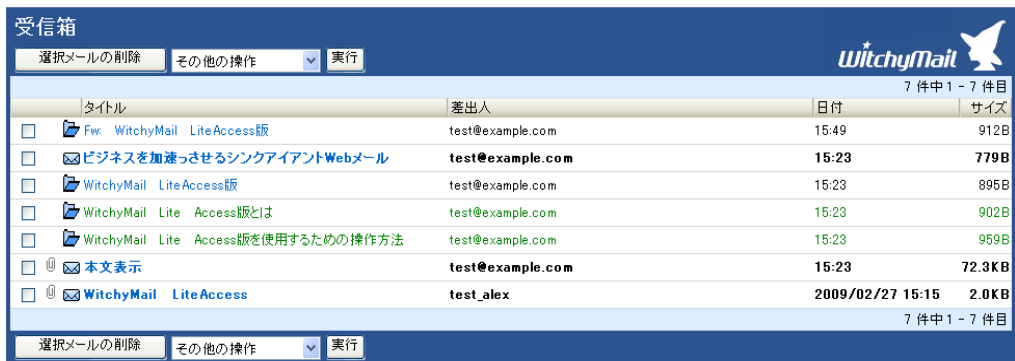 受信箱
選択メールの削除 その他の操作 実行 WitchyMail
7 件中 1 - 7 件目
タイトル 差出人 日付 サイズ
Fw: WitchyMail LiteAccess版 test@example.com 15:49 912B
ビジネスを加速っさせるシンクアイアントWebメール test@example.com 15:23 779B
WitchyMail LiteAccess版 test@example.com 15:23 895B
WitchyMail Lite Access版とは test@example.com 15:23 902B
WitchyMail Lite Access版を使用するための操作方法 test@example.com 15:23 959B
本文表示 test@example.com 15:23 72.3KB
WitchyMail LiteAccess test_alex 2009/02/27 15:15 2.0KB
7 件中 1 - 7 件目
選択メールの削除 その他の操作 実行